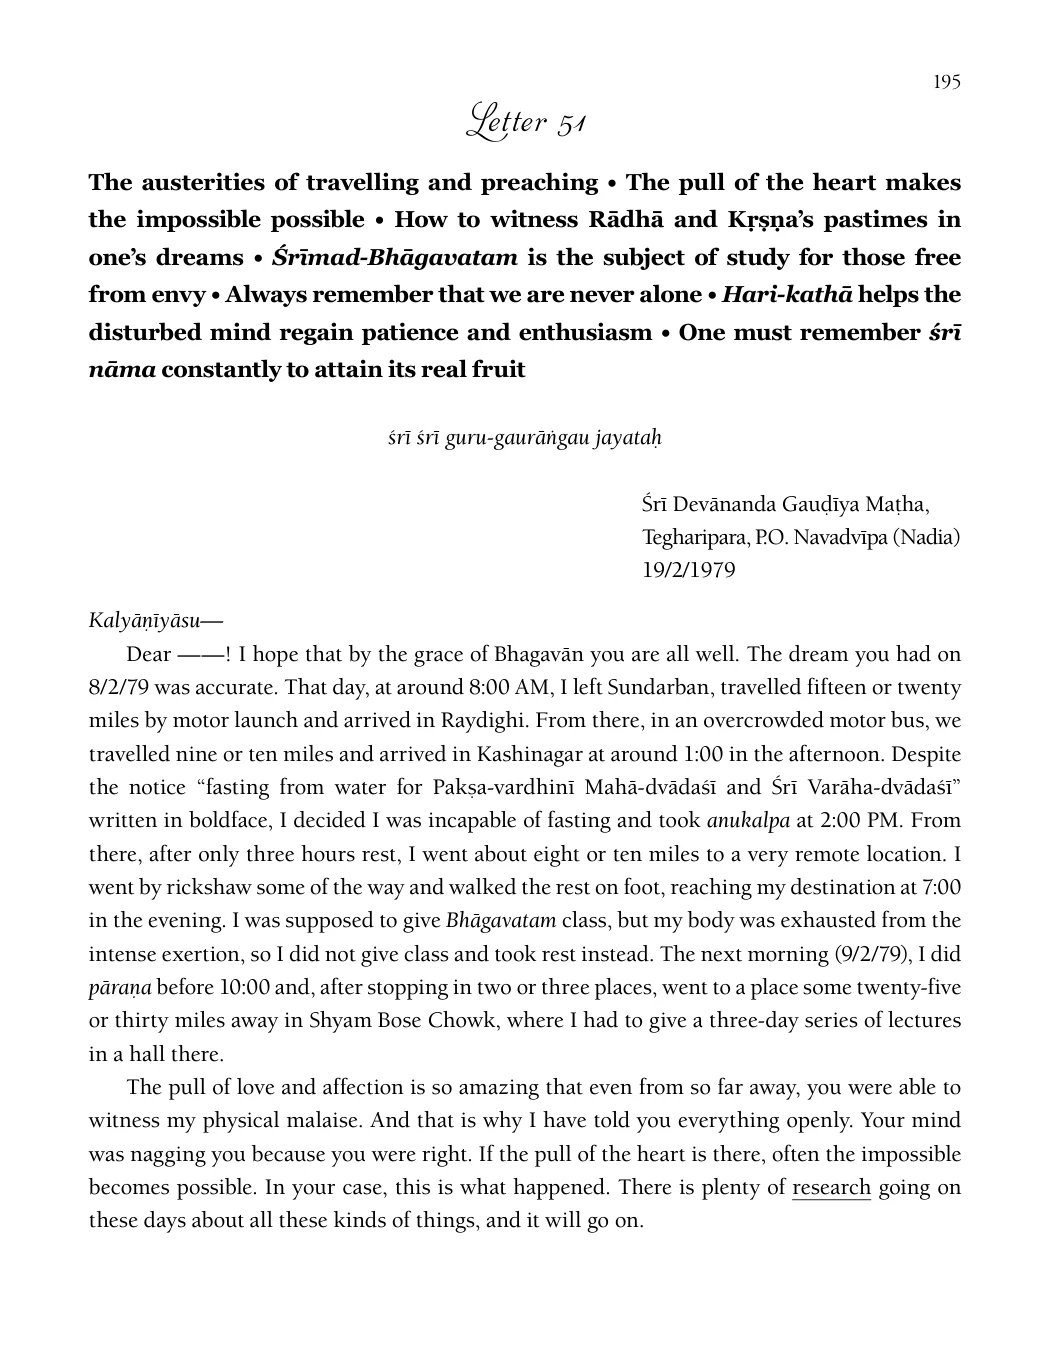 195
Letter 51
The austerities of travelling and preaching • The pull of the heart makes
the impossible possible • How to witness Rādhā and Kṛṣṇa’s pastimes in
one’s dreams • Śrīmad-Bhāgavatam is the subject of study for those free
from envy • Always remember that we are never alone • Hari-kathā helps the
disturbed mind regain patience and enthusiasm • One must remember śrī
nāma constantly to attain its real fruit
śrī śrī guru-gaurāṅgau jayataḥ
Śrī Devānanda Gauḍīya Maṭha,
Tegharipara, P.O. Navadvīpa (Nadia)
19/2/1979
Kalyāṇīyāsu—
Dear ——! I hope that by the grace of Bhagavān you are all well. The dream you had on
8/2/79 was accurate. That day, at around 8:00 AM, I left Sundarban, travelled fifteen or twenty
miles by motor launch and arrived in Raydighi. From there, in an overcrowded motor bus, we
travelled nine or ten miles and arrived in Kashinagar at around 1:00 in the afternoon. Despite
the notice “fasting from water for Pakṣa-vardhinī Mahā-dvādaśī and Śrī Varāha-dvādaśī”
written in boldface, I decided I was incapable of fasting and took anukalpa at 2:00 PM. From
there, after only three hours rest, I went about eight or ten miles to a very remote location. I
went by rickshaw some of the way and walked the rest on foot, reaching my destination at 7:00
in the evening. I was supposed to give Bhāgavatam class, but my body was exhausted from the
intense exertion, so I did not give class and took rest instead. The next morning (9/2/79), I did
pāraṇa before 10:00 and, after stopping in two or three places, went to a place some twenty-five
or thirty miles away in Shyam Bose Chowk, where I had to give a three-day series of lectures
in a hall there.
The pull of love and affection is so amazing that even from so far away, you were able to
witness my physical malaise. And that is why I have told you everything openly. Your mind
was nagging you because you were right. If the pull of the heart is there, often the impossible
becomes possible. In your case, this is what happened. There is plenty of research going on
these days about all these kinds of things, and it will go on.